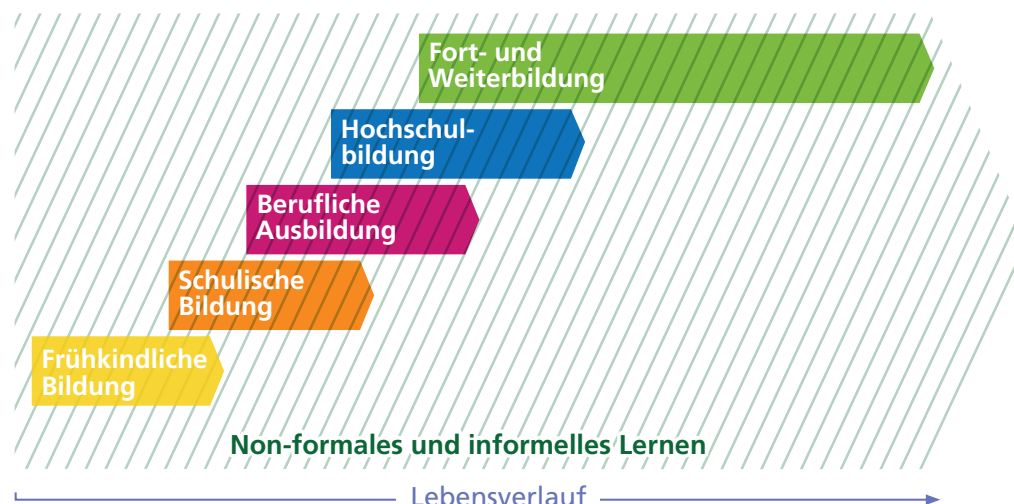 Fort- und
Weiterbildung
Hochschul-
bildung
Berufliche
Ausbildung
Schulische
Bildung
Frühkindliche
Bildung
Non-formales und informelles Lernen
Lebensverlauf